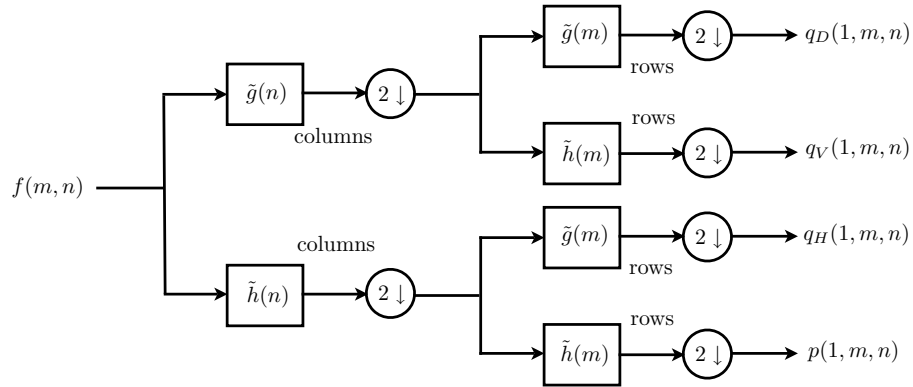 g̃(m) 2 ↓ q_D(1, m, n)
rows
g̃(n) 2 ↓
columns
rows
h̃(m) 2 ↓ q_V(1, m, n)
f(m, n)
g̃(m) 2 ↓ q_H(1, m, n)
columns
rows
h̃(n) 2 ↓
rows
h̃(m) 2 ↓ p(1, m, n)